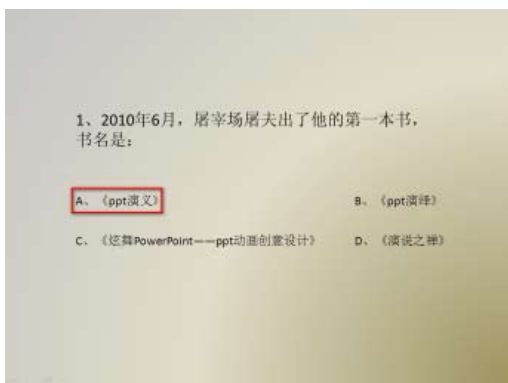 1、2010年6月，屠宰场屠夫出了他的第一本书，
书名是：
A、《ppt演义》
B、《ppt演绎》
C、《炫舞PowerPoint——ppt动画创意设计》
D、《演说之禅》